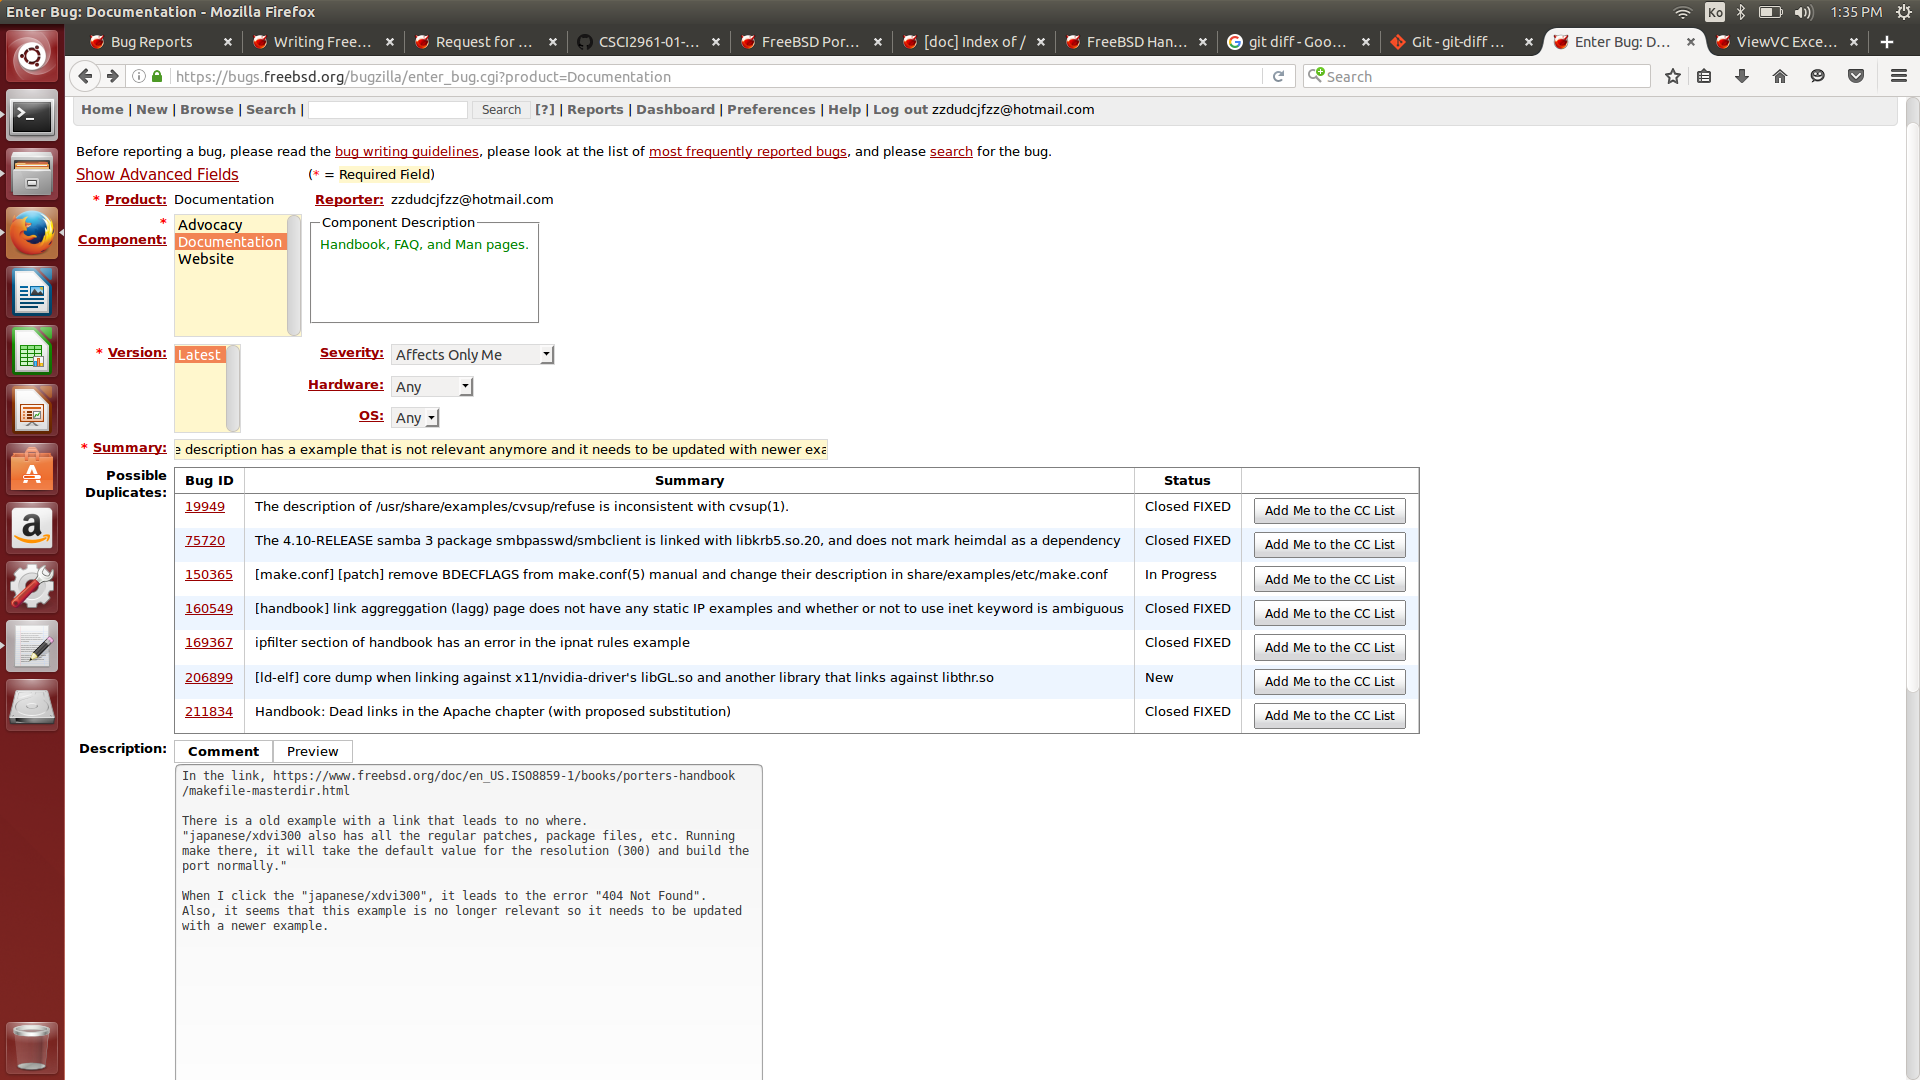 Enter Bug: Documentation - Mozilla Firefox
Ko
1:35 PM
Bug Reports
Writing Free...
Request for ...
CSCI2961-01-...
FreeBSD Por...
[doc] Index of /
FreeBSD Han...
git diff - Goo...
Git - git-diff ...
Enter Bug: D...
ViewVC Exce...
https://bugs.freebsd.org/bugzilla/enter_bug.cgi?product=Documentation
Search
Home | New | Browse | Search | Search [?] | Reports | Dashboard | Preferences | Help | Log out zzdudcjfzz@hotmail.com
Before reporting a bug, please read the bug writing guidelines, please look at the list of most frequently reported bugs, and please search for the bug.
Show Advanced Fields (* = Required Field)
* Product: Documentation Reporter: zzdudcjfzz@hotmail.com
* Component:
Advocacy
Documentation
Website
Component Description
Handbook, FAQ, and Man pages.
* Version: Latest
Severity: Affects Only Me
Hardware: Any
OS: Any
* Summary: e description has a example that is not relevant anymore and it needs to be updated with newer exa
Possible Duplicates:
Bug ID Summary Status
19949 The description of /usr/share/examples/cvsup/refuse is inconsistent with cvsup(1). Closed FIXED Add Me to the CC List
75720 The 4.10-RELEASE samba 3 package smbpasswd/smbclient is linked with libkrb5.so.20, and does not mark heimdal as a dependency Closed FIXED Add Me to the CC List
150365 [make.conf] [patch] remove BDECFLAGS from make.conf(5) manual and change their description in share/examples/etc/make.conf In Progress Add Me to the CC List
160549 [handbook] link aggreggation (lagg) page does not have any static IP examples and whether or not to use inet keyword is ambiguous Closed FIXED Add Me to the CC List
169367 ipfilter section of handbook has an error in the ipnat rules example Closed FIXED Add Me to the CC List
206899 [ld-elf] core dump when linking against x11/nvidia-driver's libGL.so and another library that links against libthr.so New Add Me to the CC List
211834 Handbook: Dead links in the Apache chapter (with proposed substitution) Closed FIXED Add Me to the CC List
Description: Comment Preview
In the link, https://www.freebsd.org/doc/en_US.ISO8859-1/books/porters-handbook
/makefile-masterdir.html
There is a old example with a link that leads to no where.
"japanese/xdvi300 also has all the regular patches, package files, etc. Running
make there, it will take the default value for the resolution (300) and build the
port normally."
When I click the "japanese/xdvi300", it leads to the error "404 Not Found".
Also, it seems that this example is no longer relevant so it needs to be updated
with a newer example.